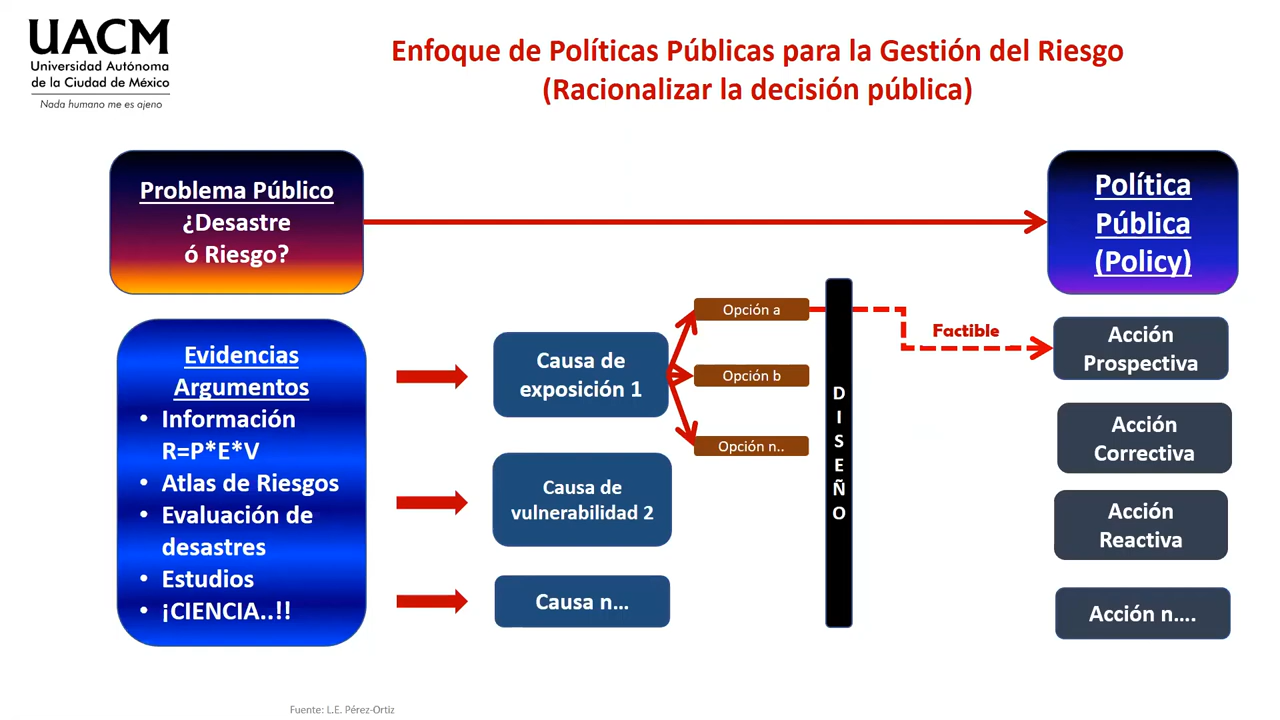 UACM
Universidad Autónoma
de la Ciudad de México
Nada humano me es ajeno
Enfoque de Políticas Públicas para la Gestión del Riesgo
(Racionalizar la decisión pública)
Problema Público
¿Desastre
ó Riesgo?
Política
Pública
(Policy)
Evidencias
Argumentos
• Información
R=P*E*V
• Atlas de Riesgos
• Evaluación de
desastres
• Estudios
• ¡CIENCIA..!!
Causa de
exposición 1
Causa de
vulnerabilidad 2
Causa n...
Opción a
Opción b
Opción n..
D
I
S
E
Ñ
O
Factible
Acción
Prospectiva
Acción
Correctiva
Acción
Reactiva
Acción n....
Fuente: L.E. Pérez-Ortiz